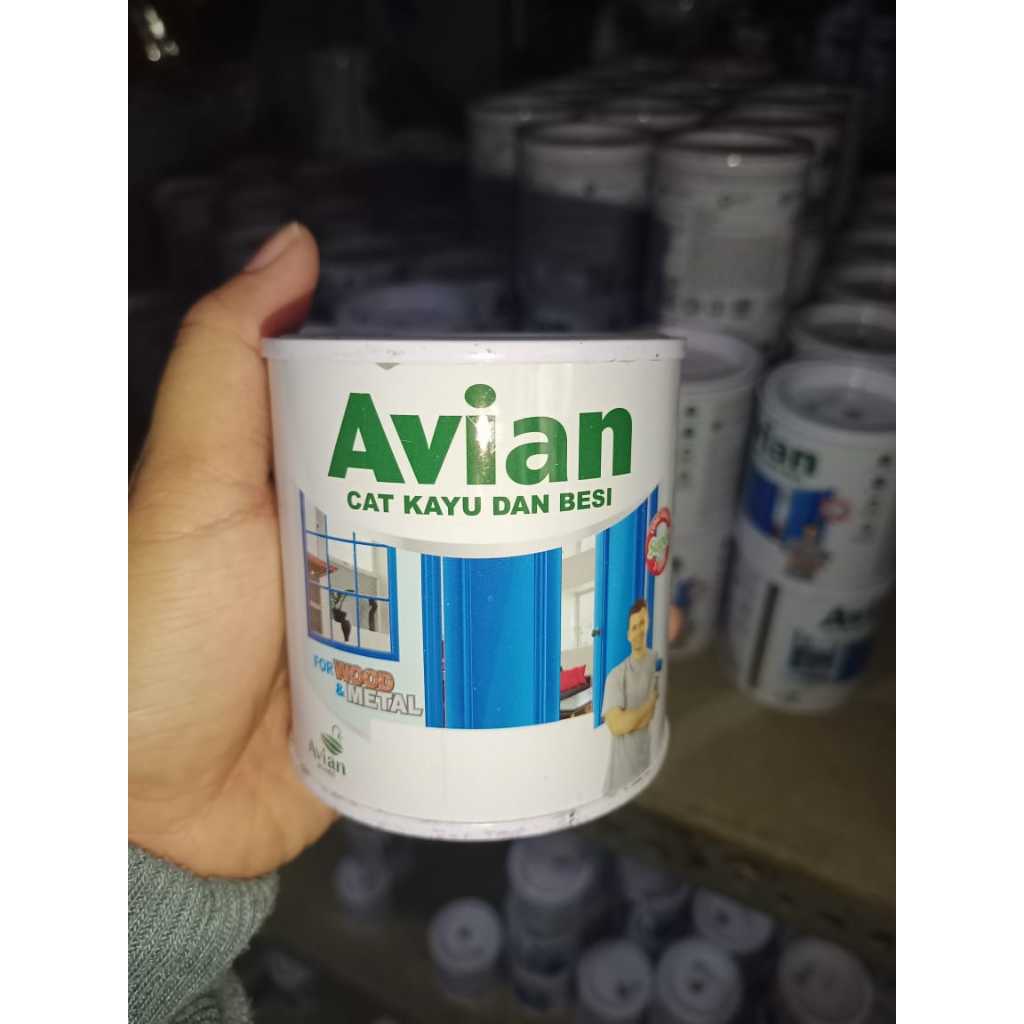 Avian
CAT KAYU DAN BESI
FOR WOOD
& METAL
Avian